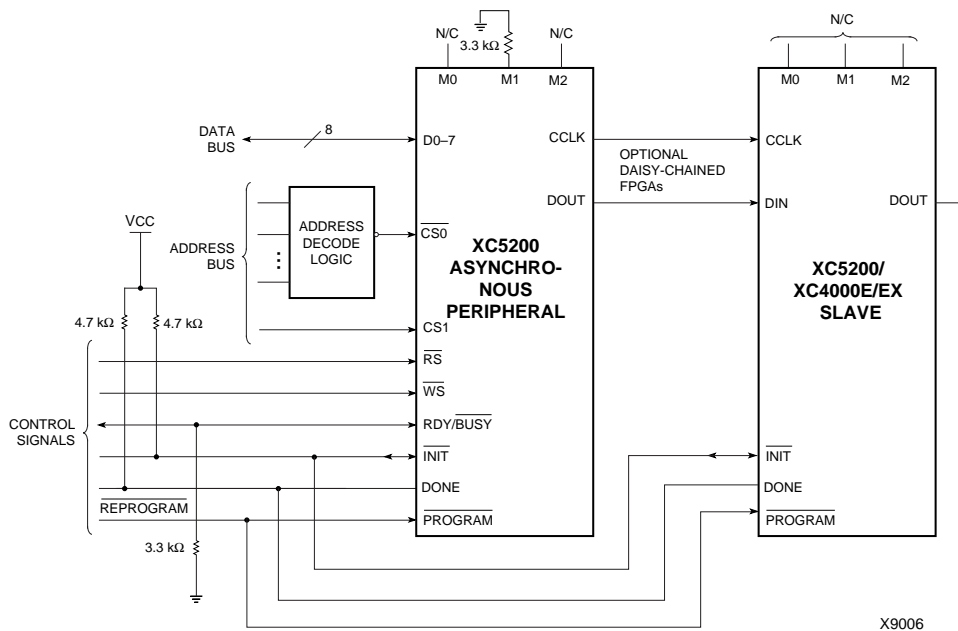 N/C
3.3 kΩ
N/C
M0
M1
M2
N/C
M0
M1
M2
DATA
BUS
8
D0–7
CCLK
OPTIONAL
DAISY-CHAINED
FPGAs
CCLK
DOUT
DIN
DOUT
VCC
ADDRESS
BUS
ADDRESS
DECODE
LOGIC
CS0
XC5200
ASYNCHRO-
NOUS
PERIPHERAL
XC5200/
XC4000E/EX
SLAVE
4.7 kΩ
4.7 kΩ
CS1
RS
WS
CONTROL
SIGNALS
RDY/BUSY
INIT
INIT
DONE
DONE
REPROGRAM
PROGRAM
PROGRAM
3.3 kΩ
X9006